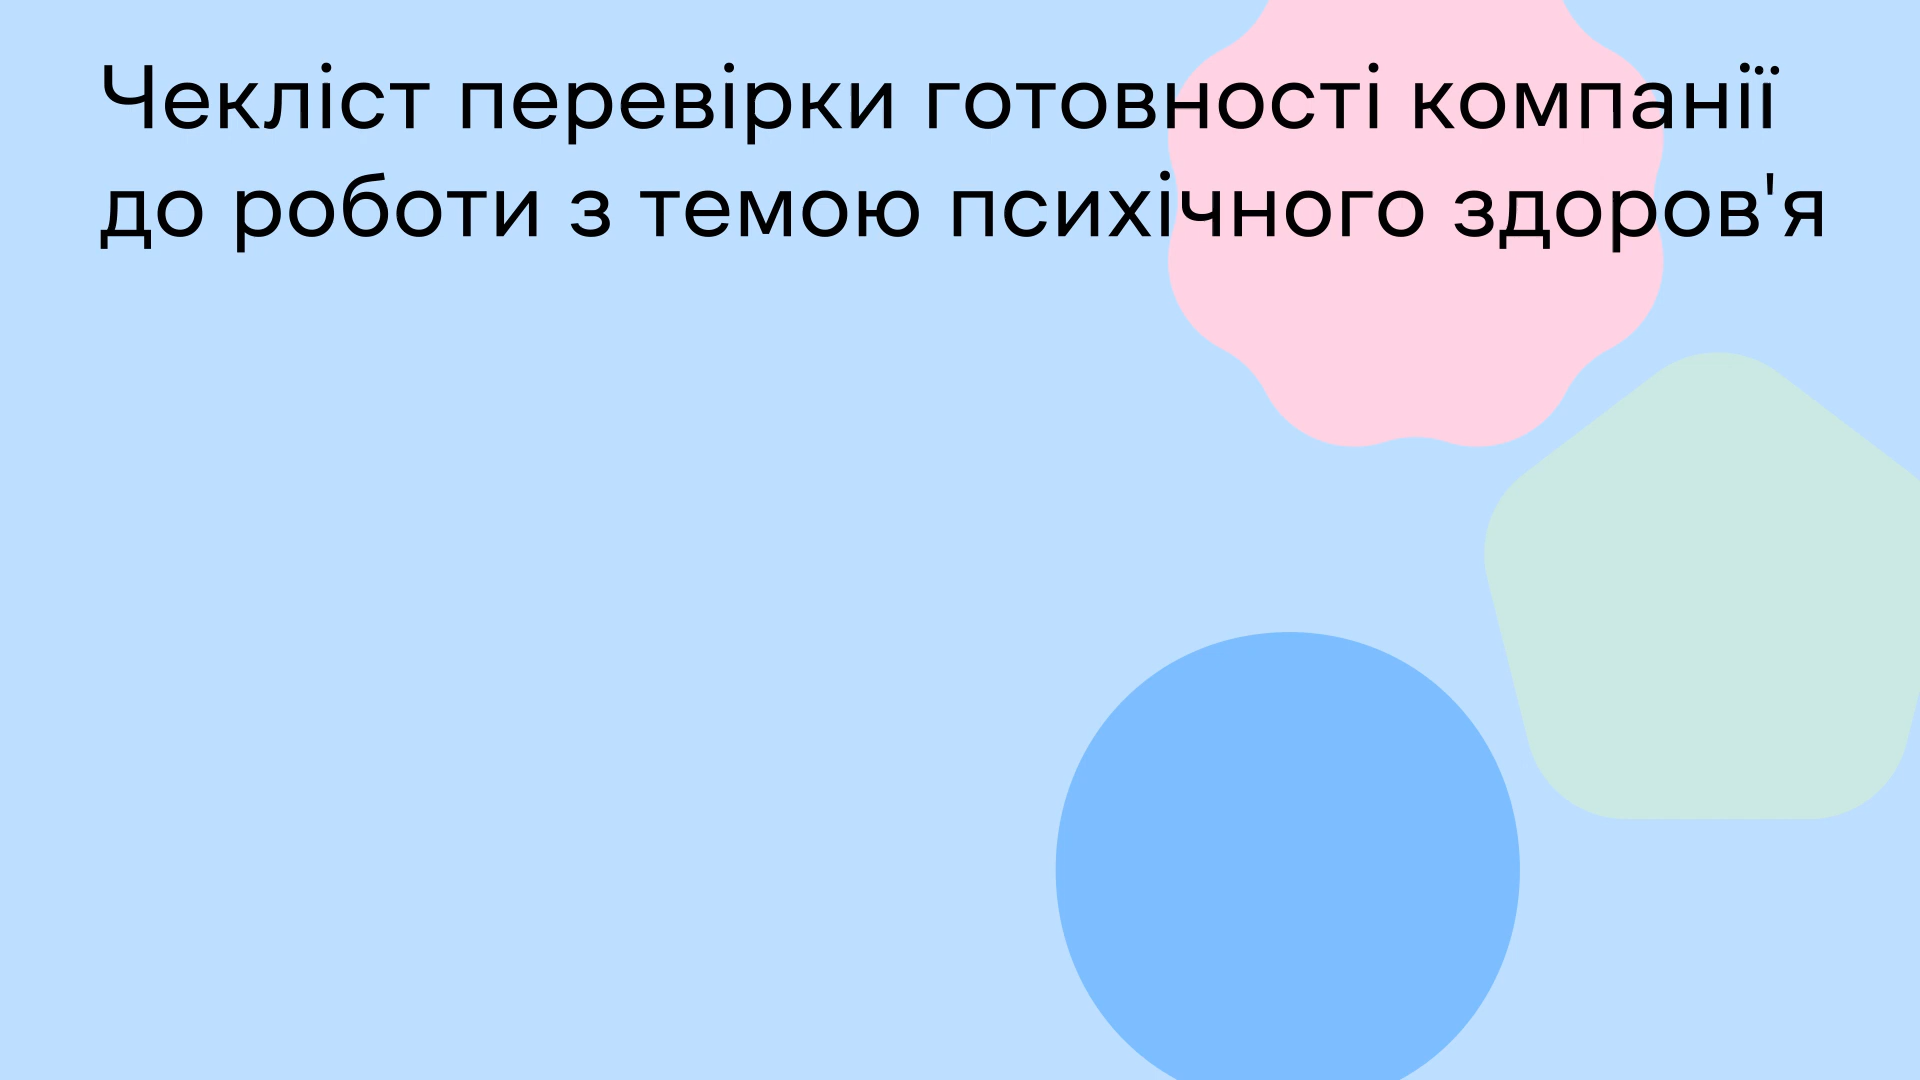 Чекліст перевірки готовності компанії
до роботи з темою психічного здоров'я